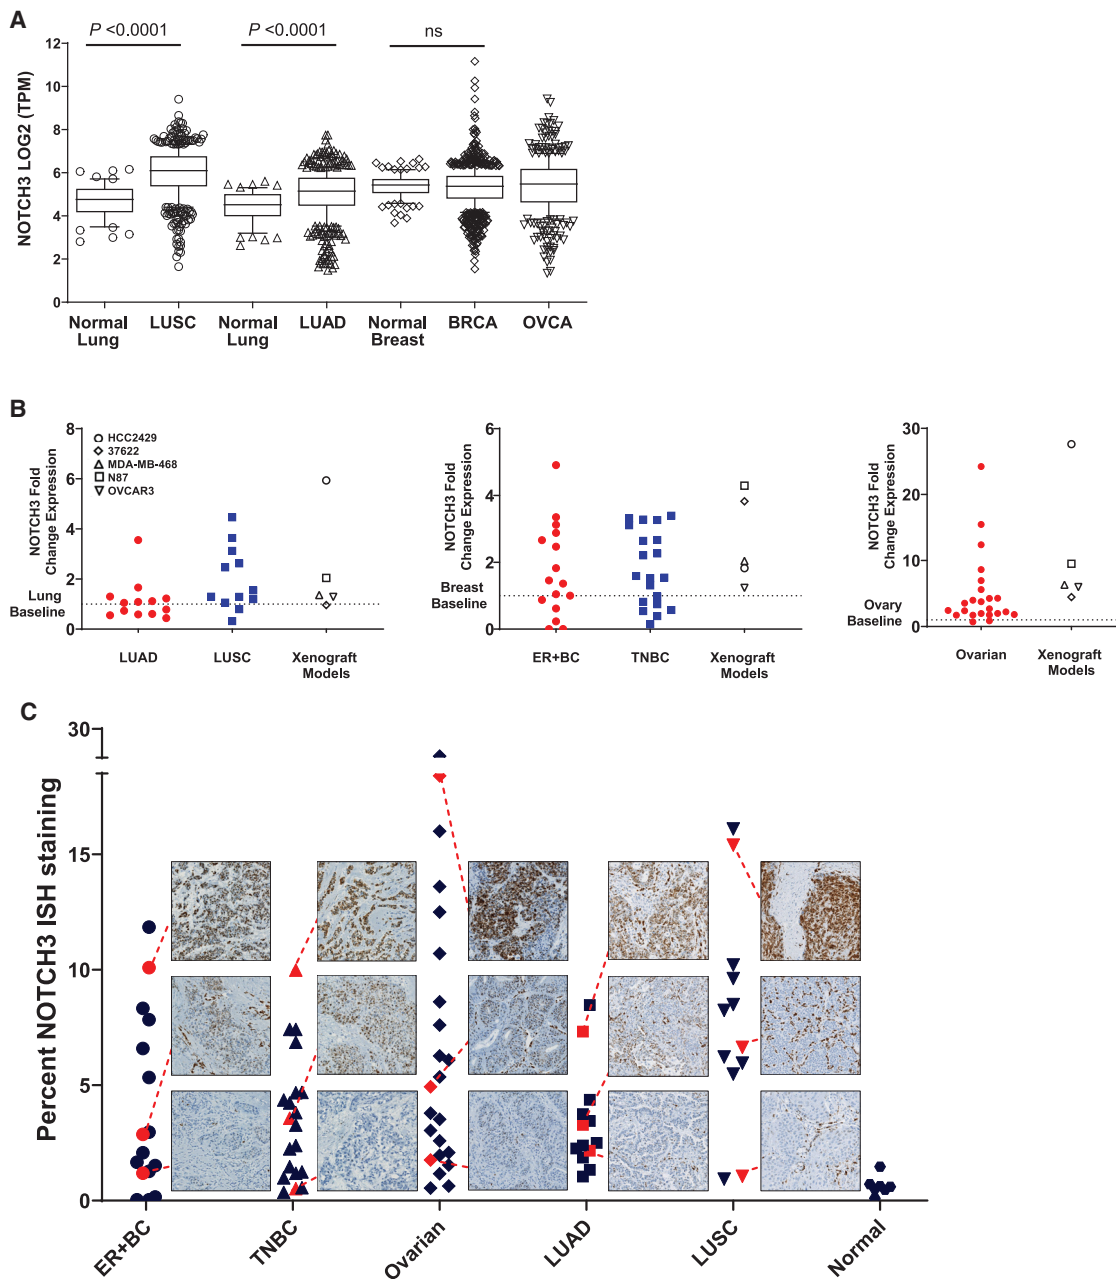 A
P <0.0001
P <0.0001
ns
NOTCH3 LOG2 (TPM)
12
10
8
6
4
2
0
Normal Lung
LUSC
Normal Lung
LUAD
Normal Breast
BRCA
OVCA
B
NOTCH3 Fold
Change Expression
8
6
4
2
0
HCC2429
37622
MDA-MB-468
N87
OVCAR3
Lung
Baseline
LUAD
LUSC
Xenograft
Models
NOTCH3 Fold
Change Expression
6
4
2
0
Breast
Baseline
ER+BC
TNBC
Xenograft
Models
NOTCH3 Fold
Change Expression
30
20
10
0
Ovary
Baseline
Ovarian
Xenograft
Models
C
Percent NOTCH3 ISH staining
30
15
10
5
0
ER+BC
TNBC
Ovarian
LUAD
LUSC
Normal